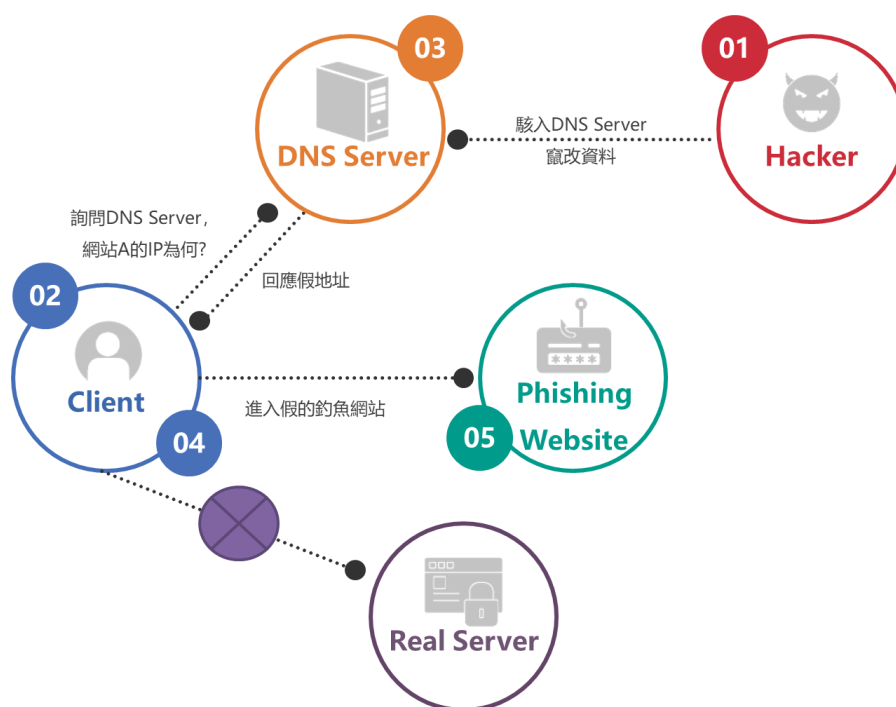 03
01
DNS Server
Hacker
駭入DNS Server
竄改資料
詢問DNS Server,
網站A的IP為何?
回應假地址
02
Client
04
進入假的釣魚網站
****
Phishing
Website
05
Real Server